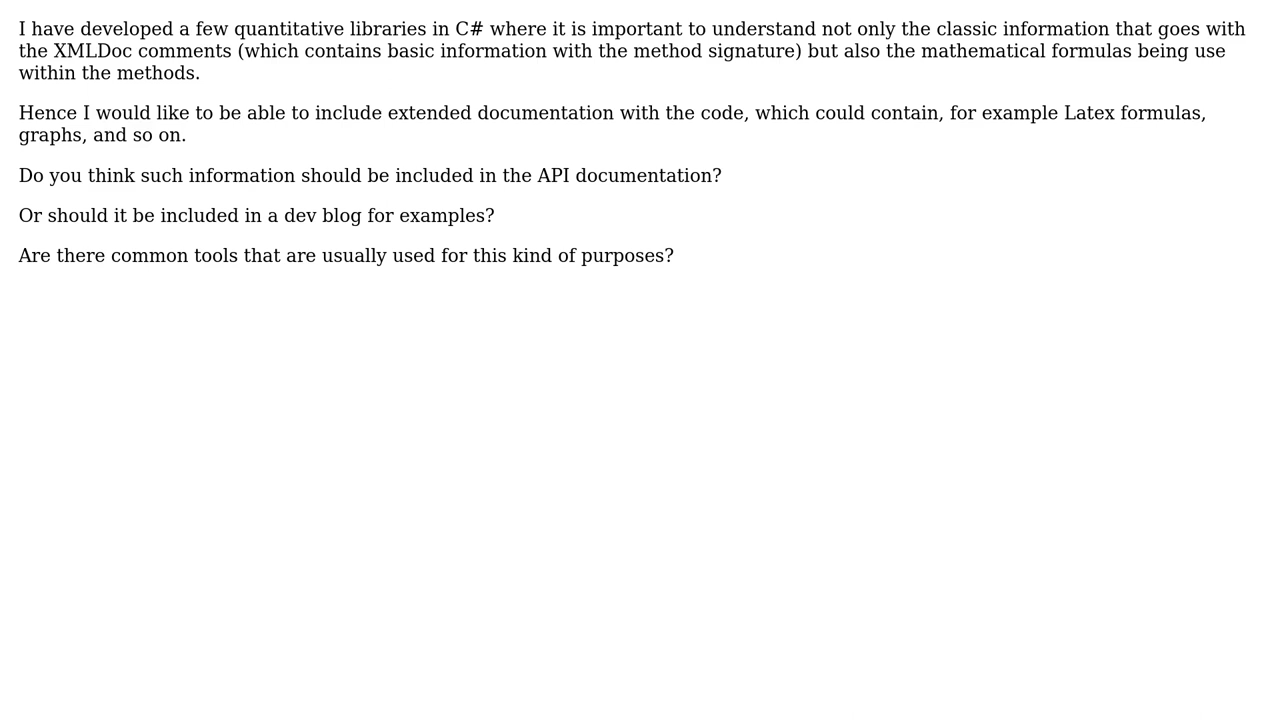 I have developed a few quantitative libraries in C# where it is important to understand not only the classic information that goes with
the XMLDoc comments (which contains basic information with the method signature) but also the mathematical formulas being use
within the methods.
Hence I would like to be able to include extended documentation with the code, which could contain, for example Latex formulas,
graphs, and so on.
Do you think such information should be included in the API documentation?
Or should it be included in a dev blog for examples?
Are there common tools that are usually used for this kind of purposes?